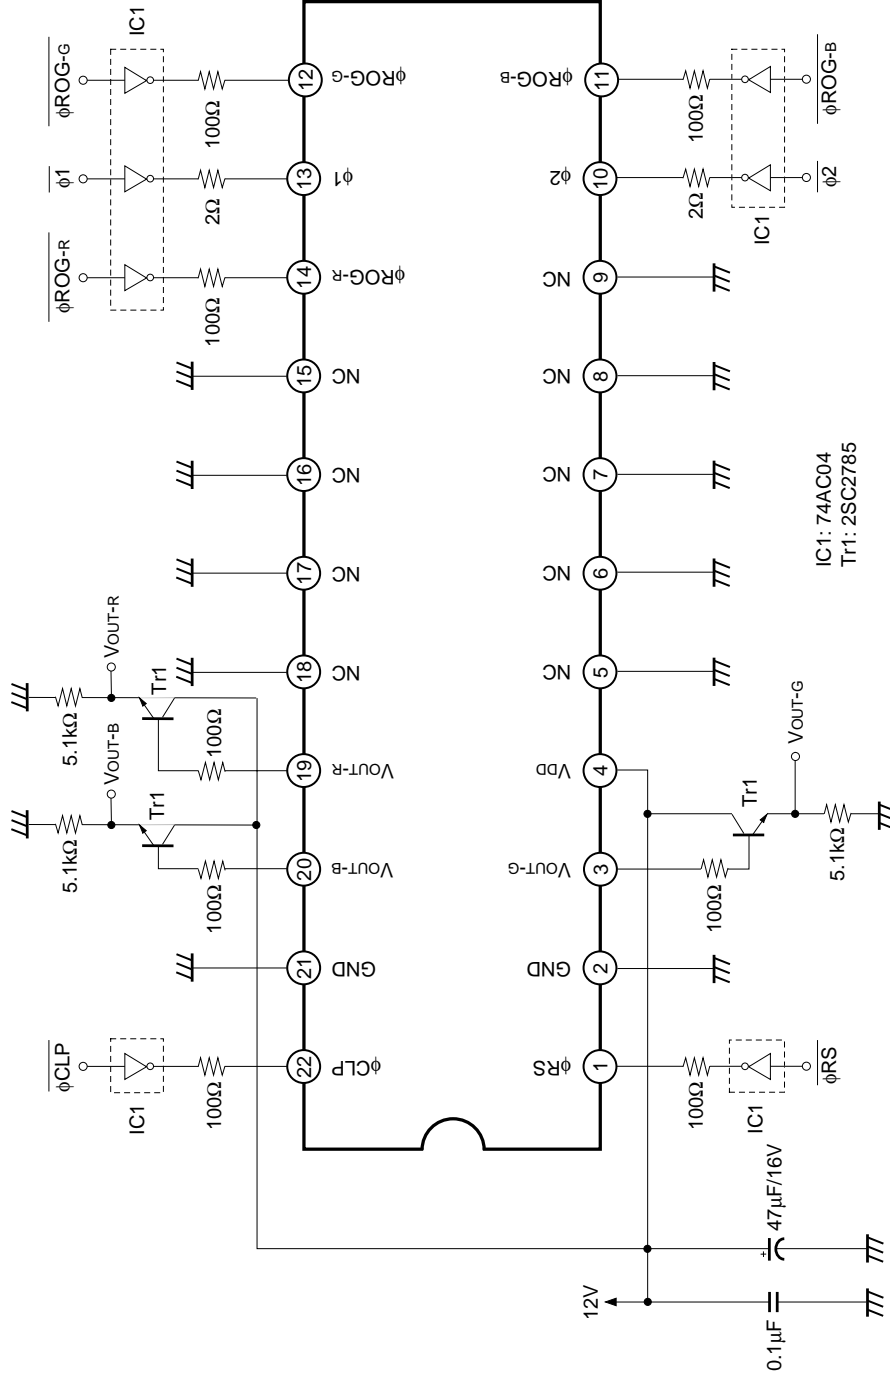 IC1
φROG-G
φ1
φROG-R
100Ω
2Ω
100Ω
12
13
14
15
16
17
18
19
20
21
22
φROG-G
φ1
φROG-R
NC
NC
NC
NC
VOUT-R
VOUT-B
GND
φCLP
5.1kΩ
VOUT-R
Tr1
100Ω
5.1kΩ
VOUT-B
Tr1
100Ω
φCLP
IC1
100Ω
φROG-B
φ2
NC
NC
NC
NC
NC
VDD
VOUT-G
GND
φRS
11
10
9
8
7
6
5
4
3
2
1
100Ω
2Ω
IC1
φROG-B
φ2
100Ω
Tr1
VOUT-G
5.1kΩ
100Ω
IC1
φRS
12V
0.1µF
+
47µF/16V
IC1: 74AC04
Tr1: 2SC2785